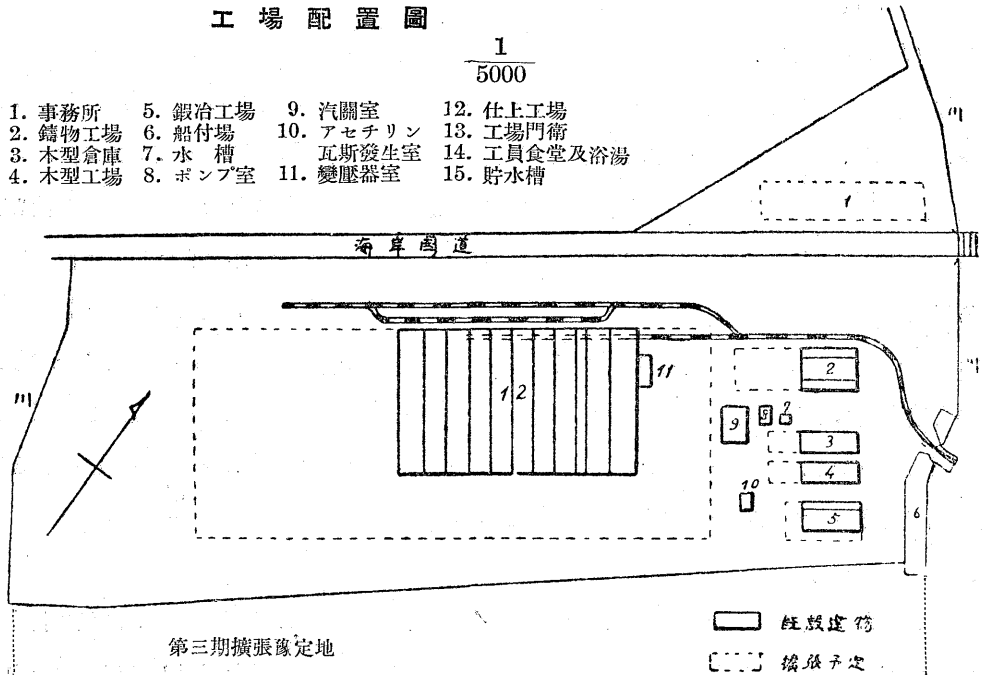 工場配置圖
1
5000
1. 事務所 5. 鍛冶工場 9. 汽關室 12. 仕上工場
2. 鑄物工場 6. 船付場 10. アセチリン 13. 工場門衛
3. 木型倉庫 7. 水槽 瓦斯發生室 14. 工員食堂及浴湯
4. 木型工場 8. ポンプ室 11. 變壓器室 15. 貯水槽
川
1
海岸國道
川
川
12
11
2
9
8
7
3
4
10
5
6
第三期擴張豫定地
既設建物
擴張予定